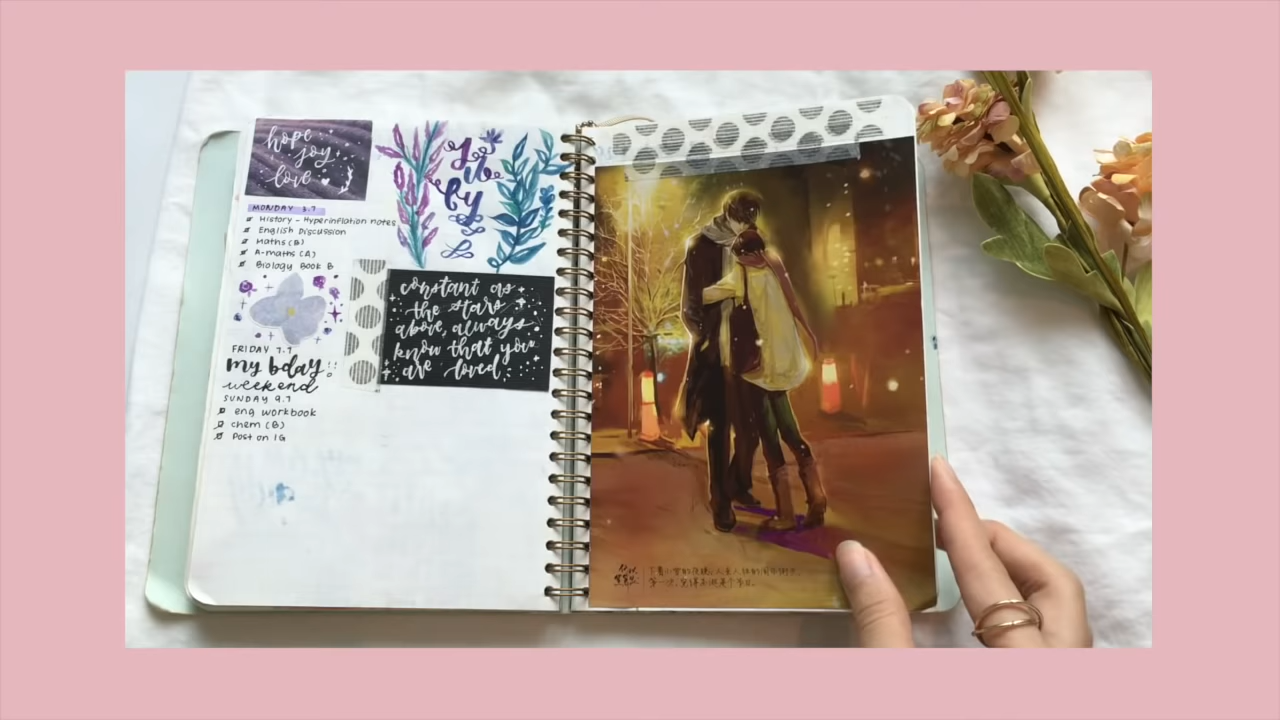 hope
joy
love
MONDAY 3.7
History - Hyperinflation notes
English Discussion
Maths (B)
A-maths (A)
Biology Book B
FRIDAY 7.7
my bday!!
weekend
SUNDAY 9.7
eng workbook
chem (B)
Post on IG
by
constant as
the stars
above, always
know that you
are loved.